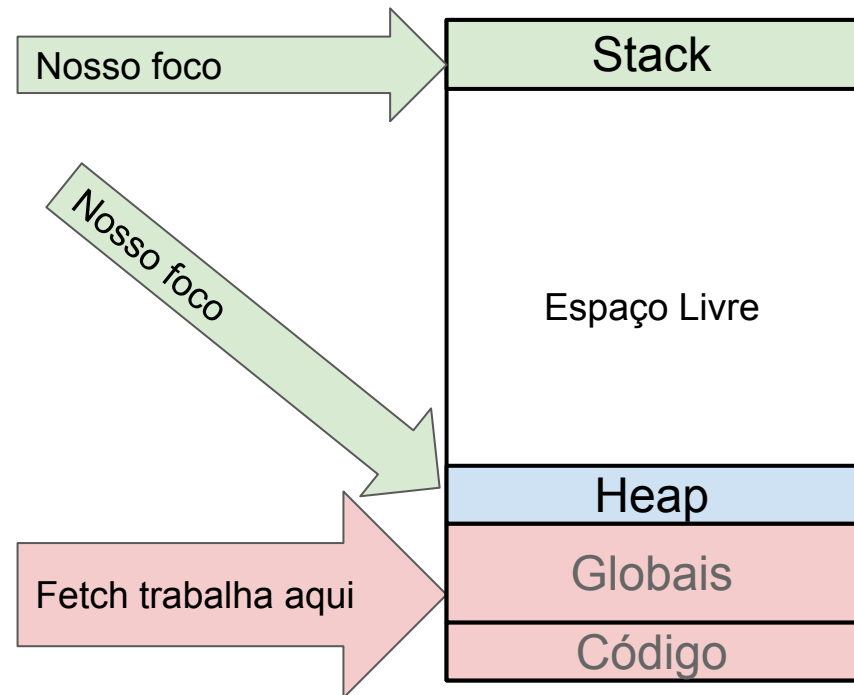 Nosso foco
Stack
Nosso foco
Espaço Livre
Heap
Globais
Fetch trabalha aqui
Código